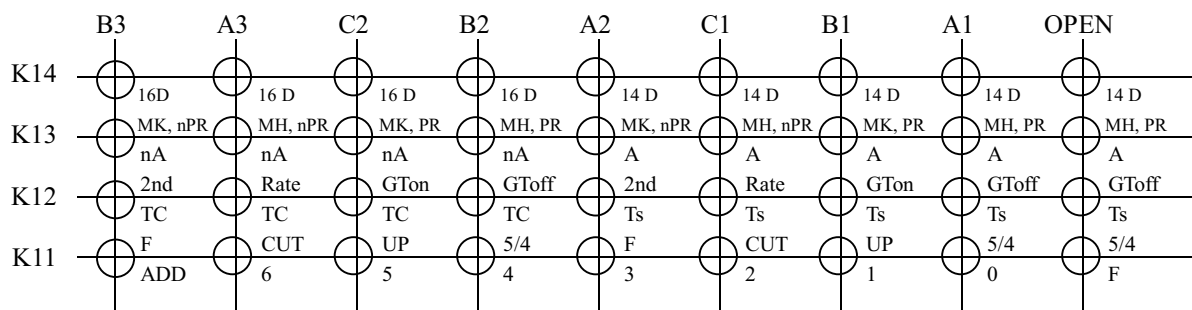 B3 A3 C2 B2 A2 C1 B1 A1 OPEN
K14
16D 16 D 16 D 16 D 14 D 14 D 14 D 14 D 14 D
K13 MK, nPR MH, nPR MK, PR MH, PR MK, nPR MH, nPR MK, PR MH, PR MH, PR
nA nA nA nA A A A A A
K12 2nd Rate GTon GToff 2nd Rate GTon GToff GToff
TC TC TC TC Ts Ts Ts Ts Ts
K11 F CUT UP 5/4 F CUT UP 5/4 5/4
ADD 6 5 4 3 2 1 0 F